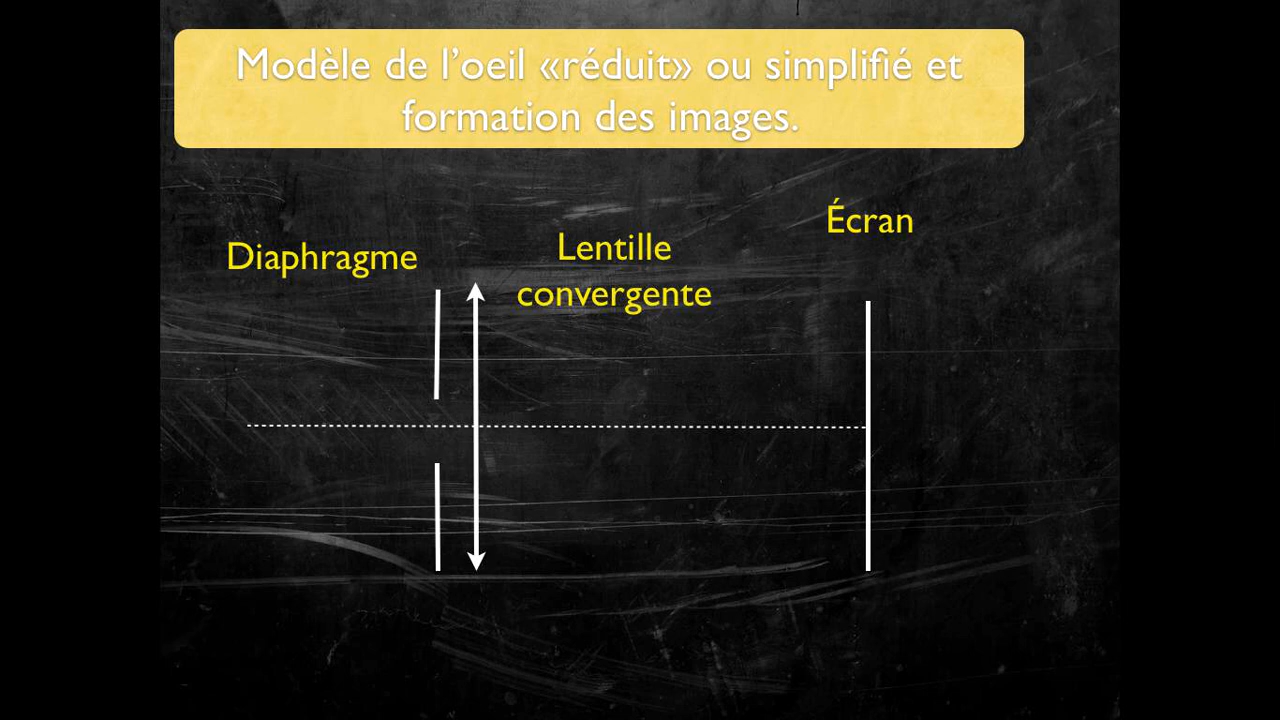 Modèle de l’oeil «réduit» ou simplifié et
formation des images.
Écran
Diaphragme
Lentille
convergente